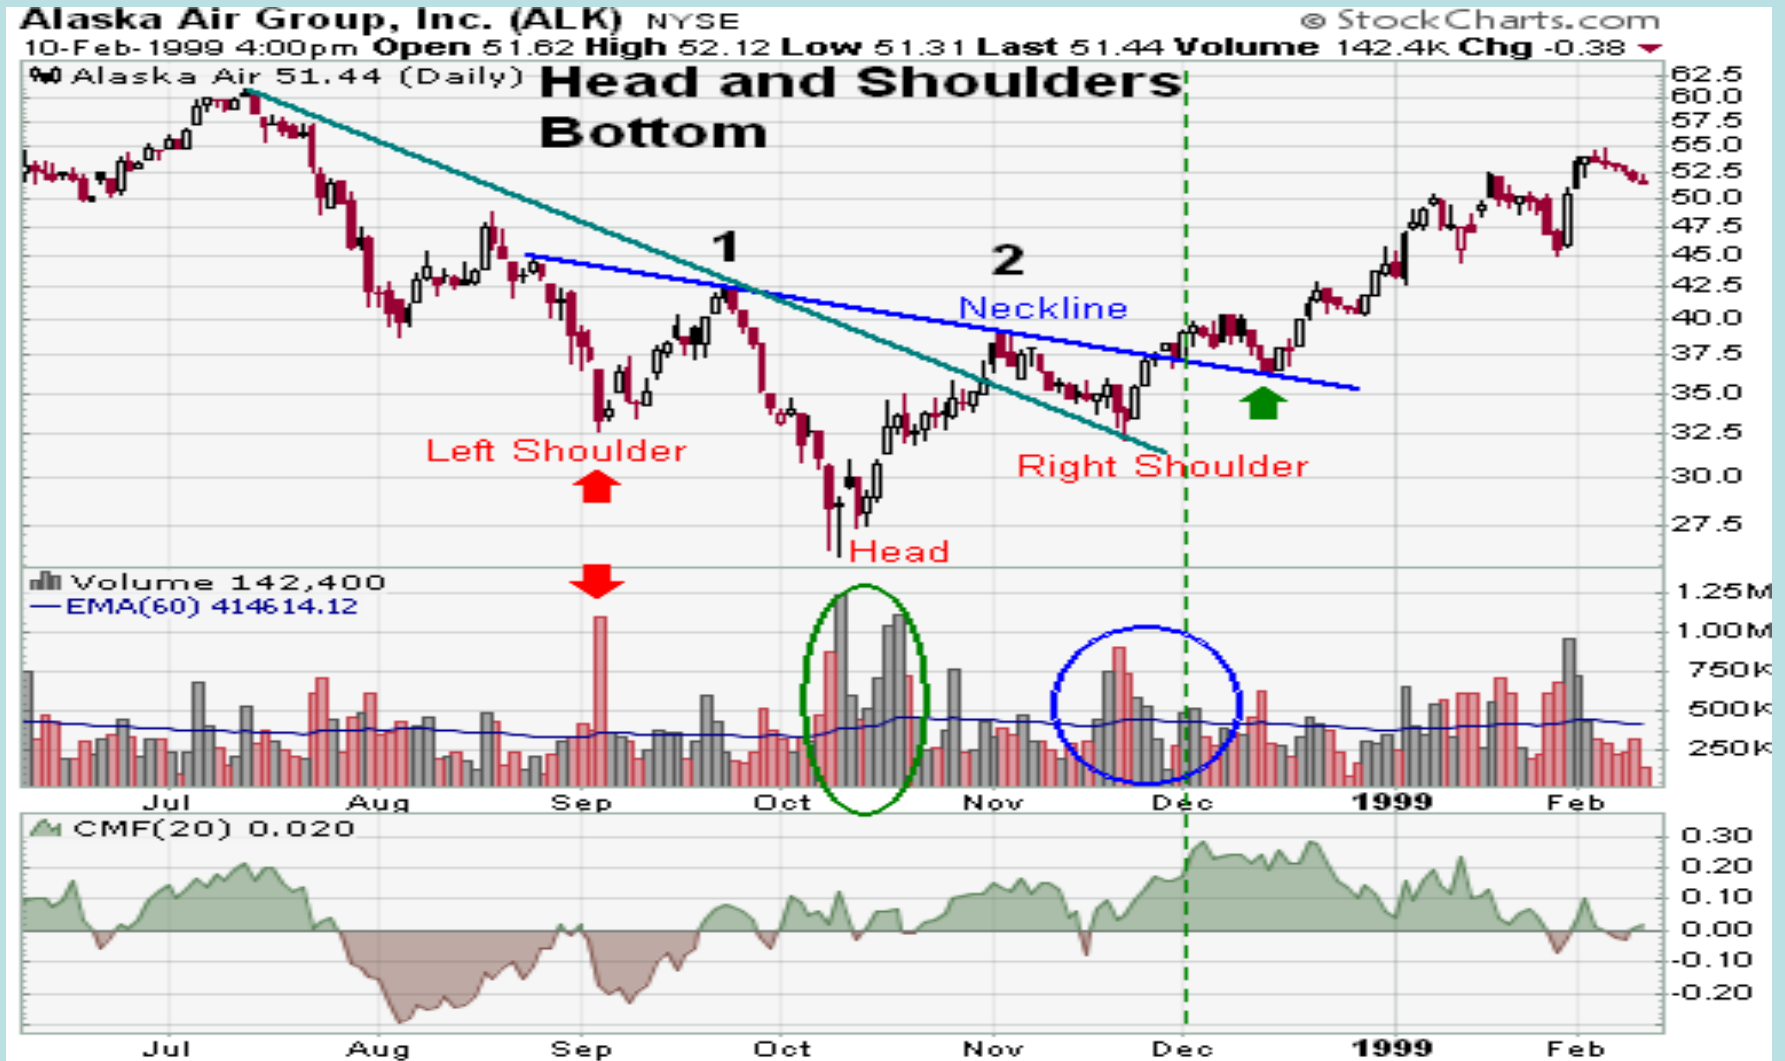 Alaska Air Group, Inc. (ALK) NYSE © StockCharts.com
10-Feb-1999 4:00pm Open 51.62 High 52.12 Low 51.31 Last 51.44 Volume 142.4K Chg -0.38
Alaska Air 51.44 (Daily)
Head and Shoulders
Bottom
62.5
60.0
57.5
55.0
52.5
50.0
47.5
45.0
42.5
40.0
37.5
35.0
32.5
30.0
27.5
1
2
Neckline
Left Shoulder
Right Shoulder
Head
Volume 142,400
EMA(60) 414614.12
1.25M
1.00M
750K
500K
250K
Jul Aug Sep Oct Nov Dec 1999 Feb
CMF(20) 0.020
0.30
0.20
0.10
0.00
-0.10
-0.20
Jul Aug Sep Oct Nov Dec 1999 Feb